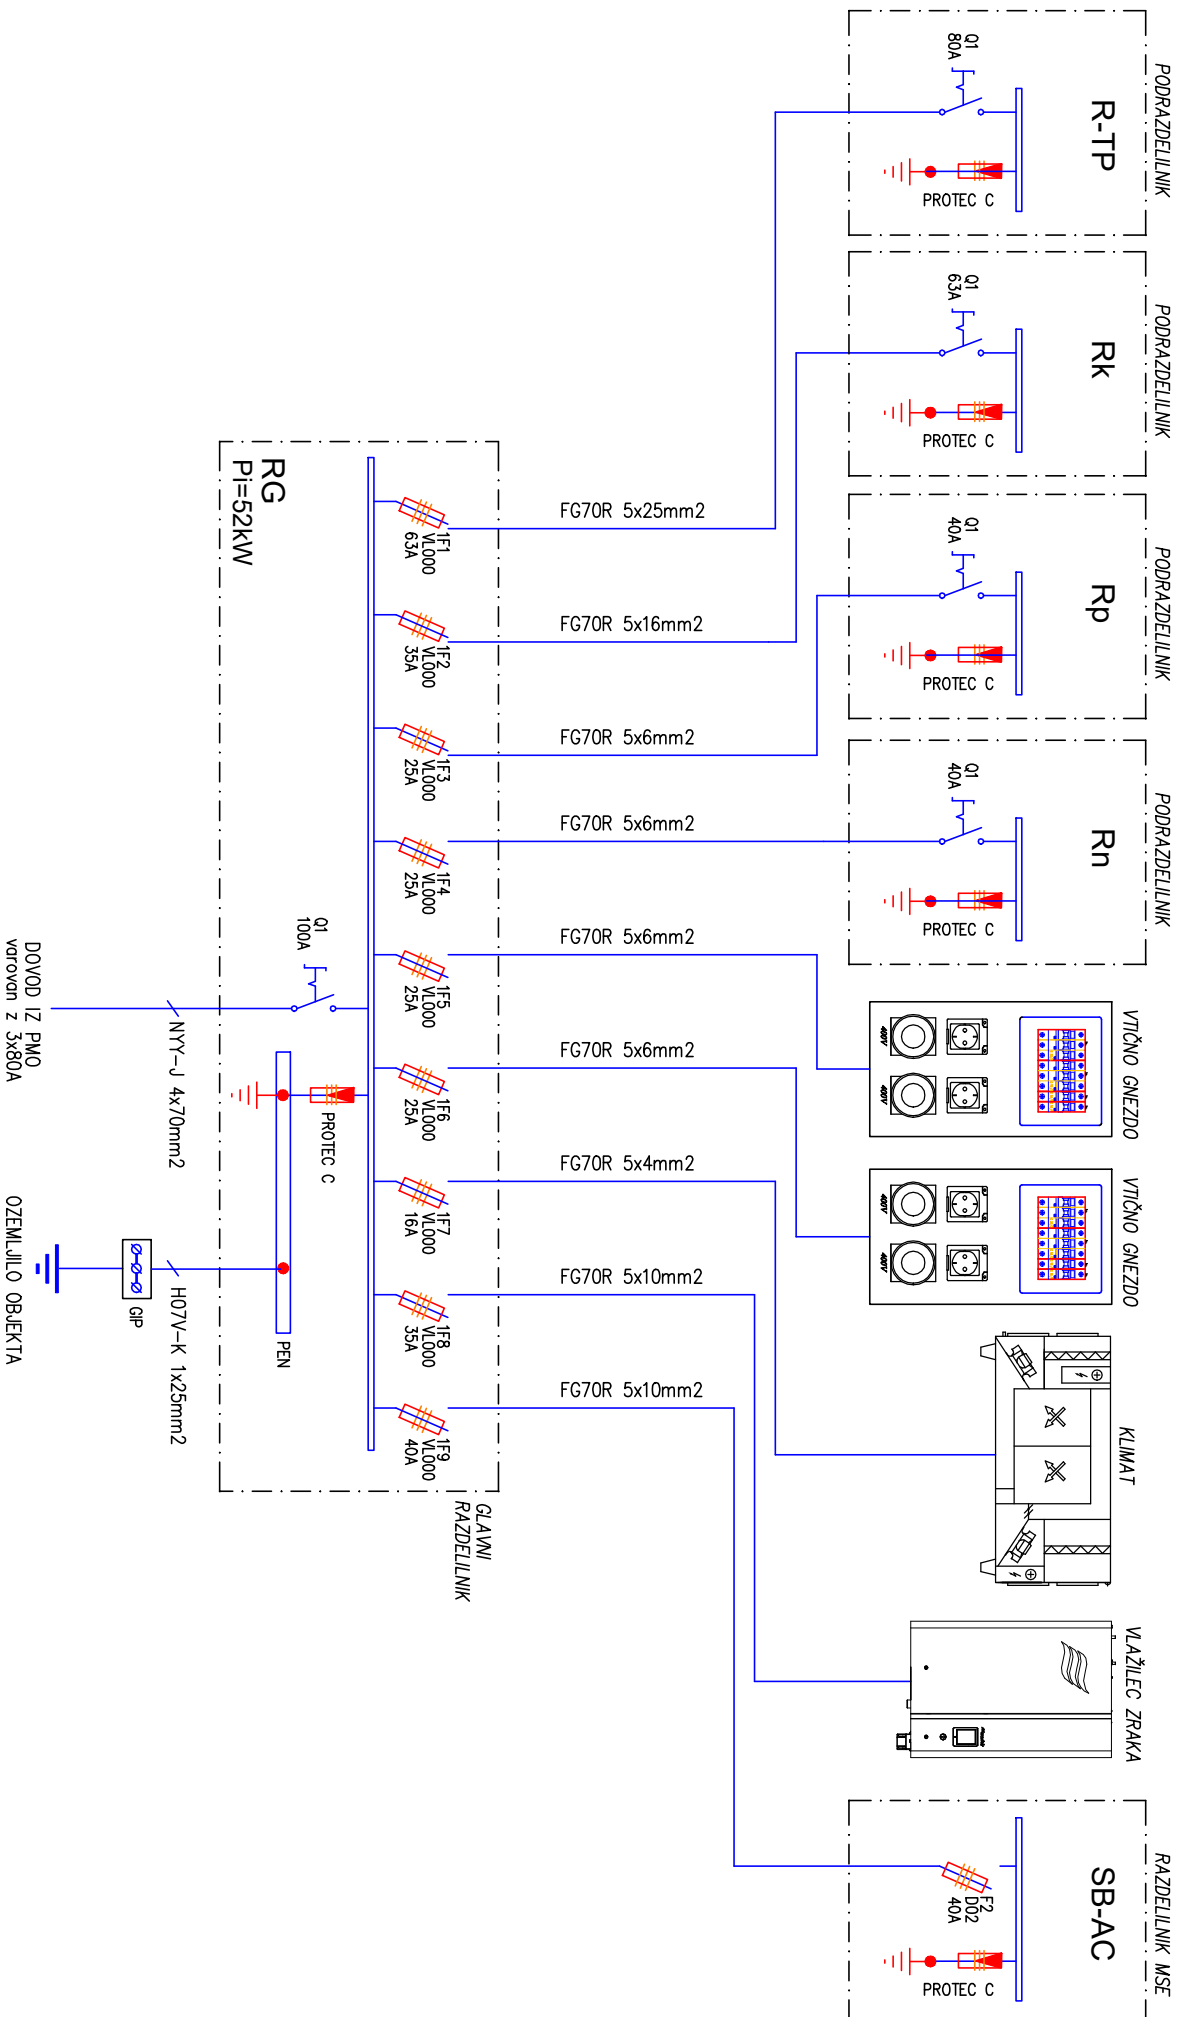 PODRAZDELILNIK
R-TP
Q1
80A
PROTEC C
PODRAZDELILNIK
Rk
Q1
63A
PROTEC C
PODRAZDELILNIK
Rp
Q1
40A
PROTEC C
PODRAZDELILNIK
Rn
Q1
40A
PROTEC C
VTIČNO GNEZDO
400V
400V
VTIČNO GNEZDO
400V
400V
KLIMAT
VLAŽILEC ZRAKA
RAZDELILNIK MSE
SB-AC
F2
D02
40A
PROTEC C
FG70R 5x25mm2
FG70R 5x16mm2
FG70R 5x6mm2
FG70R 5x6mm2
FG70R 5x6mm2
FG70R 5x6mm2
FG70R 5x4mm2
FG70R 5x10mm2
FG70R 5x10mm2
GLAVNI
RAZDELILNIK
1F1
VL000
63A
1F2
VL000
35A
1F3
VL000
25A
1F4
VL000
25A
1F5
VL000
25A
1F6
VL000
25A
1F7
VL000
16A
1F8
VL000
35A
1F9
VL000
40A
RG
Pi=52kW
Q1
100A
PROTEC C
PEN
NYY-J 4x70mm2
H07V-K 1x25mm2
GIP
DOVOD IZ PMO
varovan z 3x80A
OZEMLJILO OBJEKTA